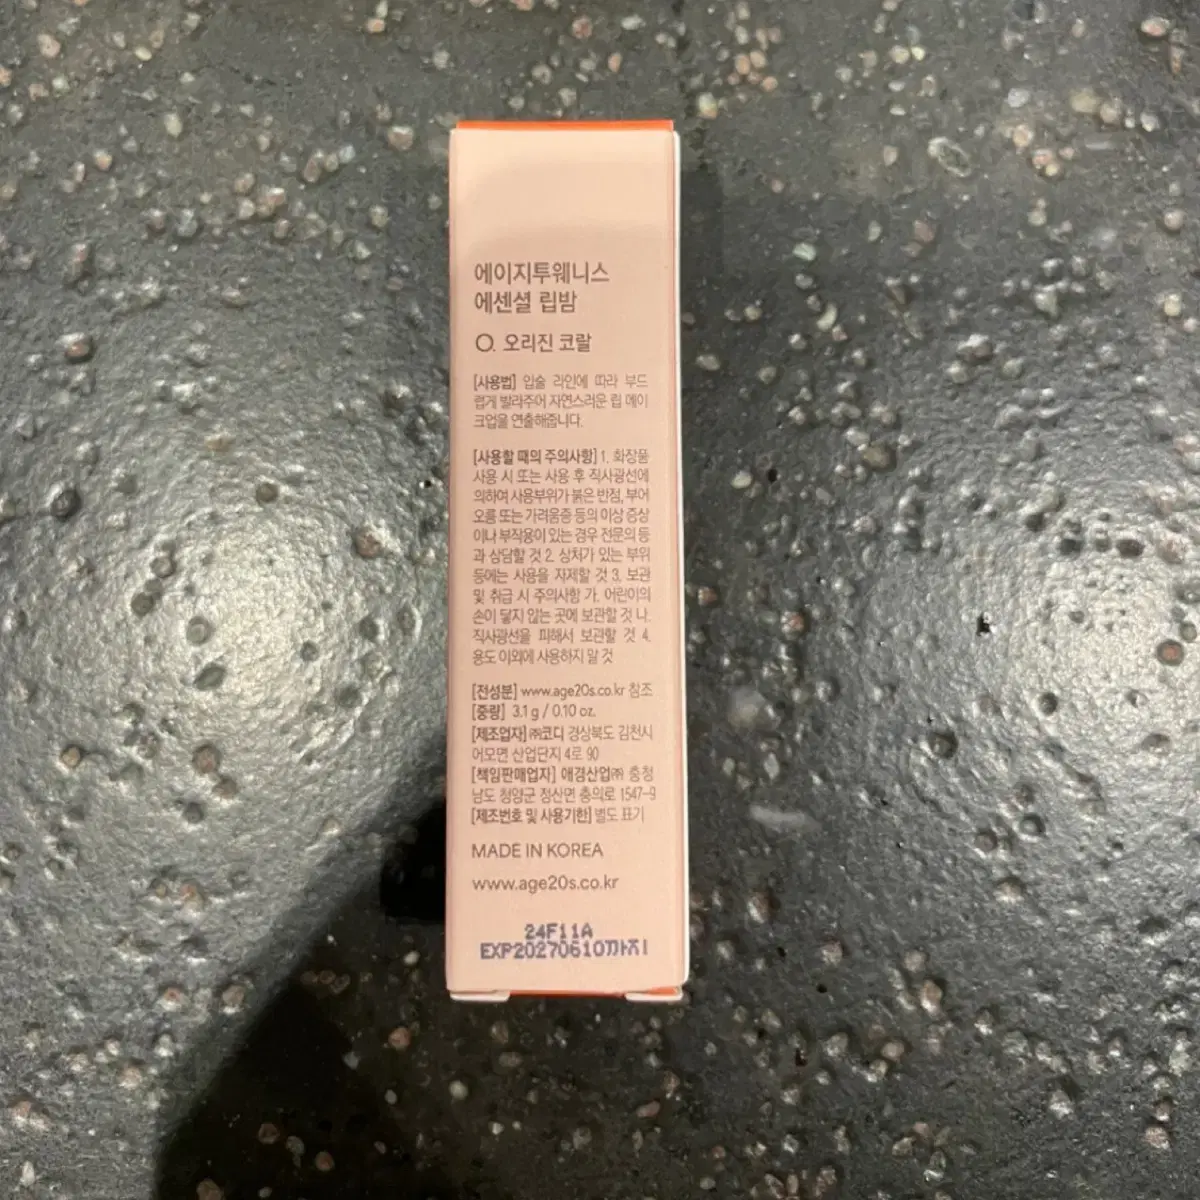 에이지투웨니스
에센셜 립밤
O. 오리진 코랄
[사용법] 입술 라인에 따라 부드
럽게 발라주어 자연스러운 립 메이
크업을 연출해줍니다.
[사용할 때의 주의사항] 1. 화장품
사용 시 또는 사용 후 직사광선에
의하여 사용부위가 붉은 반점, 부어
오름 또는 가려움증 등의 이상 증상
이나 부작용이 있는 경우 전문의 등
과 상담할 것 2. 상처가 있는 부위
등에는 사용을 자제할 것 3. 보관
및 취급 시 주의사항 가. 어린이의
손이 닿지 않는 곳에 보관할 것 나.
직사광선을 피해서 보관할 것 4.
용도 이외에 사용하지 말 것
[전성분] www.age20s.co.kr 참조
[중량] 3.1 g / 0.10 oz.
[제조업자] ㈜코디 경상북도 김천시
어모면 산업단지 4로 90
[책임판매업자] 애경산업㈜ 충청
남도 청양군 정산면 충의로 1547-9
[제조번호 및 사용기한] 별도 표기
MADE IN KOREA
www.age20s.co.kr
24F11A
EXP20270610까지